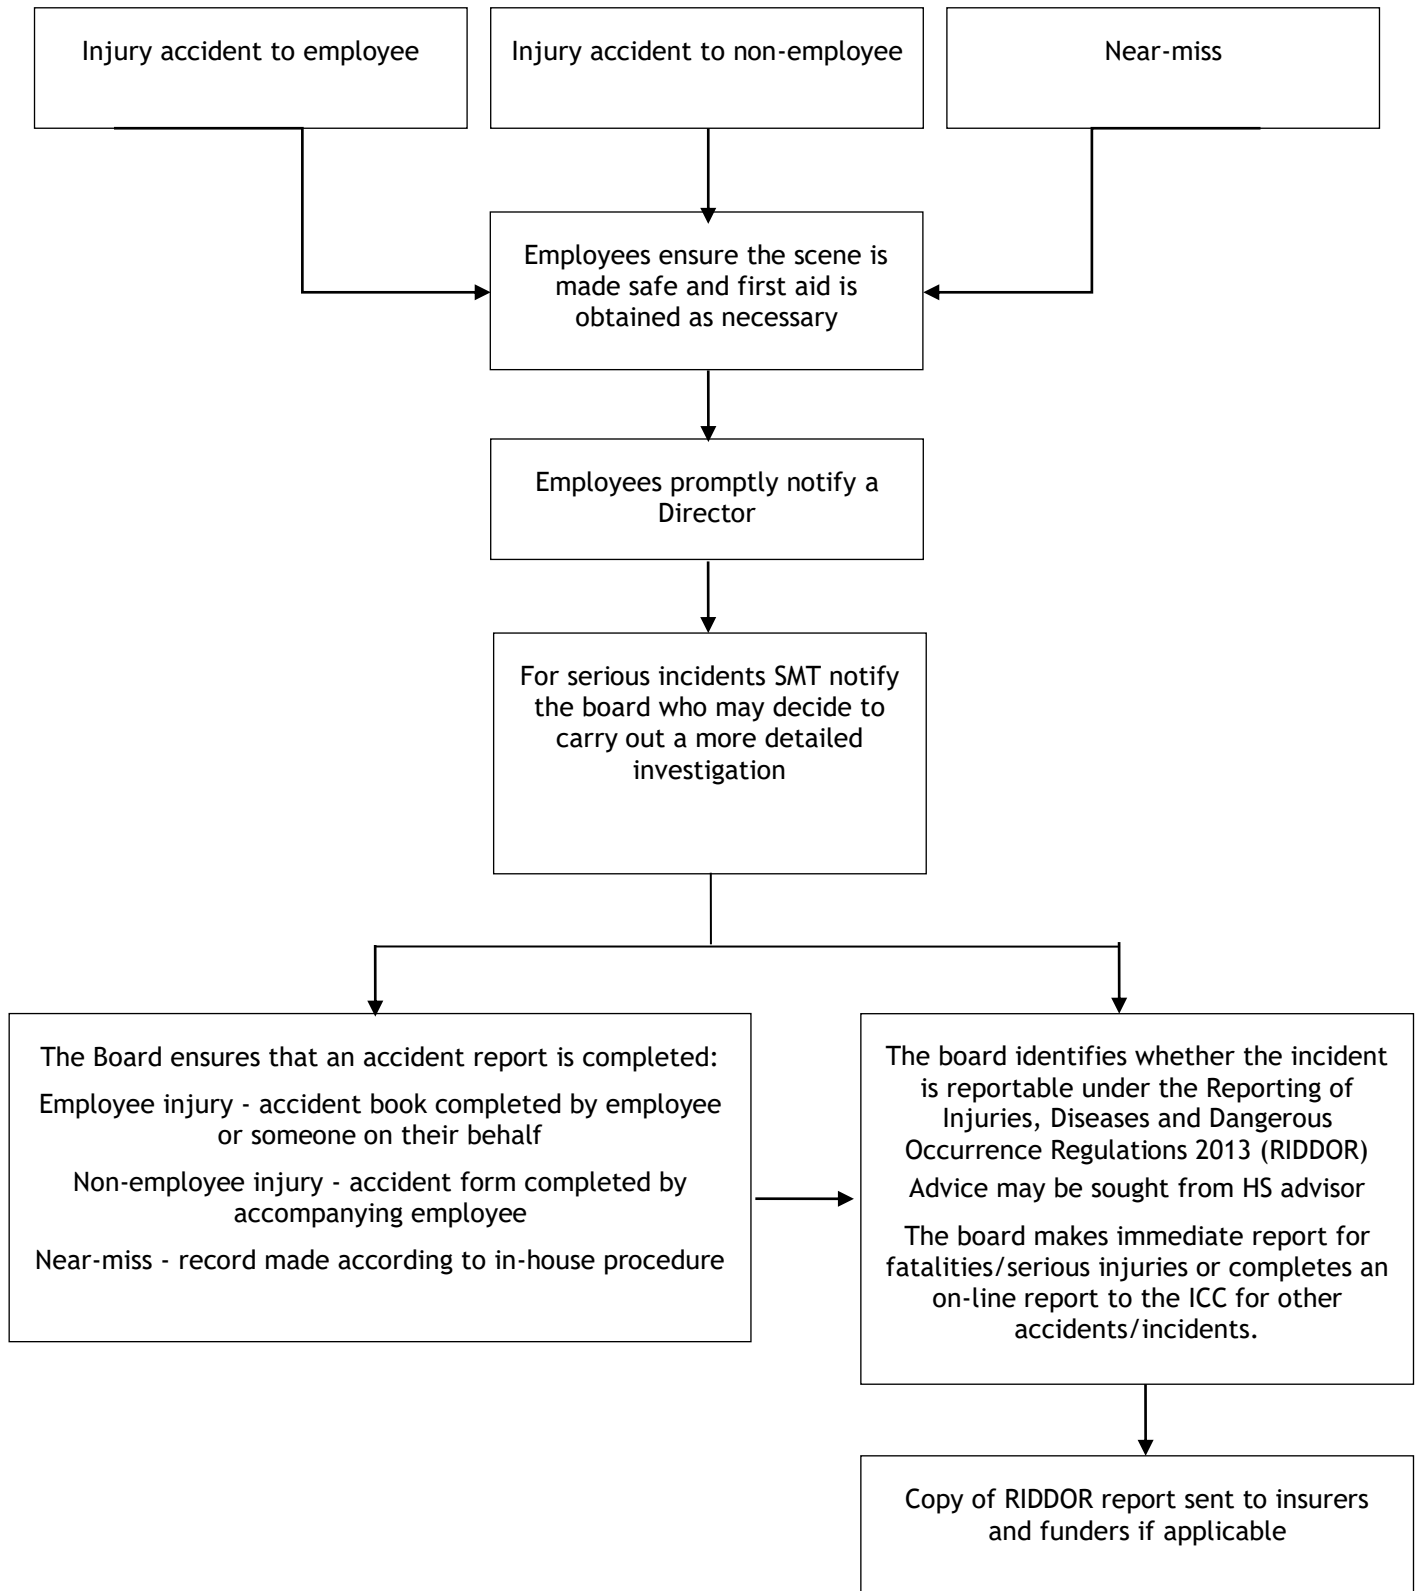 Injury accident to employee
Injury accident to non-employee
Near-miss
Employees ensure the scene is
made safe and first aid is
obtained as necessary
Employees promptly notify a
Director
For serious incidents SMT notify
the board who may decide to
carry out a more detailed
investigation
The Board ensures that an accident report is completed:
Employee injury - accident book completed by employee
or someone on their behalf
Non-employee injury - accident form completed by
accompanying employee
Near-miss - record made according to in-house procedure
The board identifies whether the incident
is reportable under the Reporting of
Injuries, Diseases and Dangerous
Occurrence Regulations 2013 (RIDDOR)
Advice may be sought from HS advisor
The board makes immediate report for
fatalities/serious injuries or completes an
on-line report to the ICC for other
accidents/incidents.
Copy of RIDDOR report sent to insurers
and funders if applicable